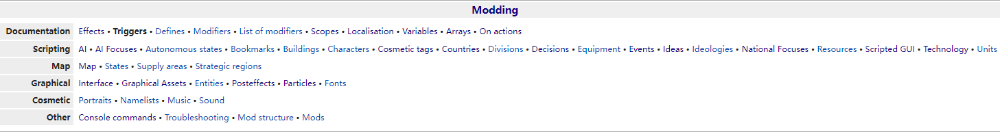 Modding
Documentation Effects • Triggers • Defines • Modifiers • List of modifiers • Scopes • Localisation • Variables • Arrays • On actions
Scripting AI • AI Focuses • Autonomous states • Bookmarks • Buildings • Characters • Cosmetic tags • Countries • Divisions • Decisions • Equipment • Events • Ideas • Ideologies • National Focuses • Resources • Scripted GUI • Technology • Units
Map Map • States • Supply areas • Strategic regions
Graphical Interface • Graphical Assets • Entities • Posteffects • Particles • Fonts
Cosmetic Portraits • Namelists • Music • Sound
Other Console commands • Troubleshooting • Mod structure • Mods